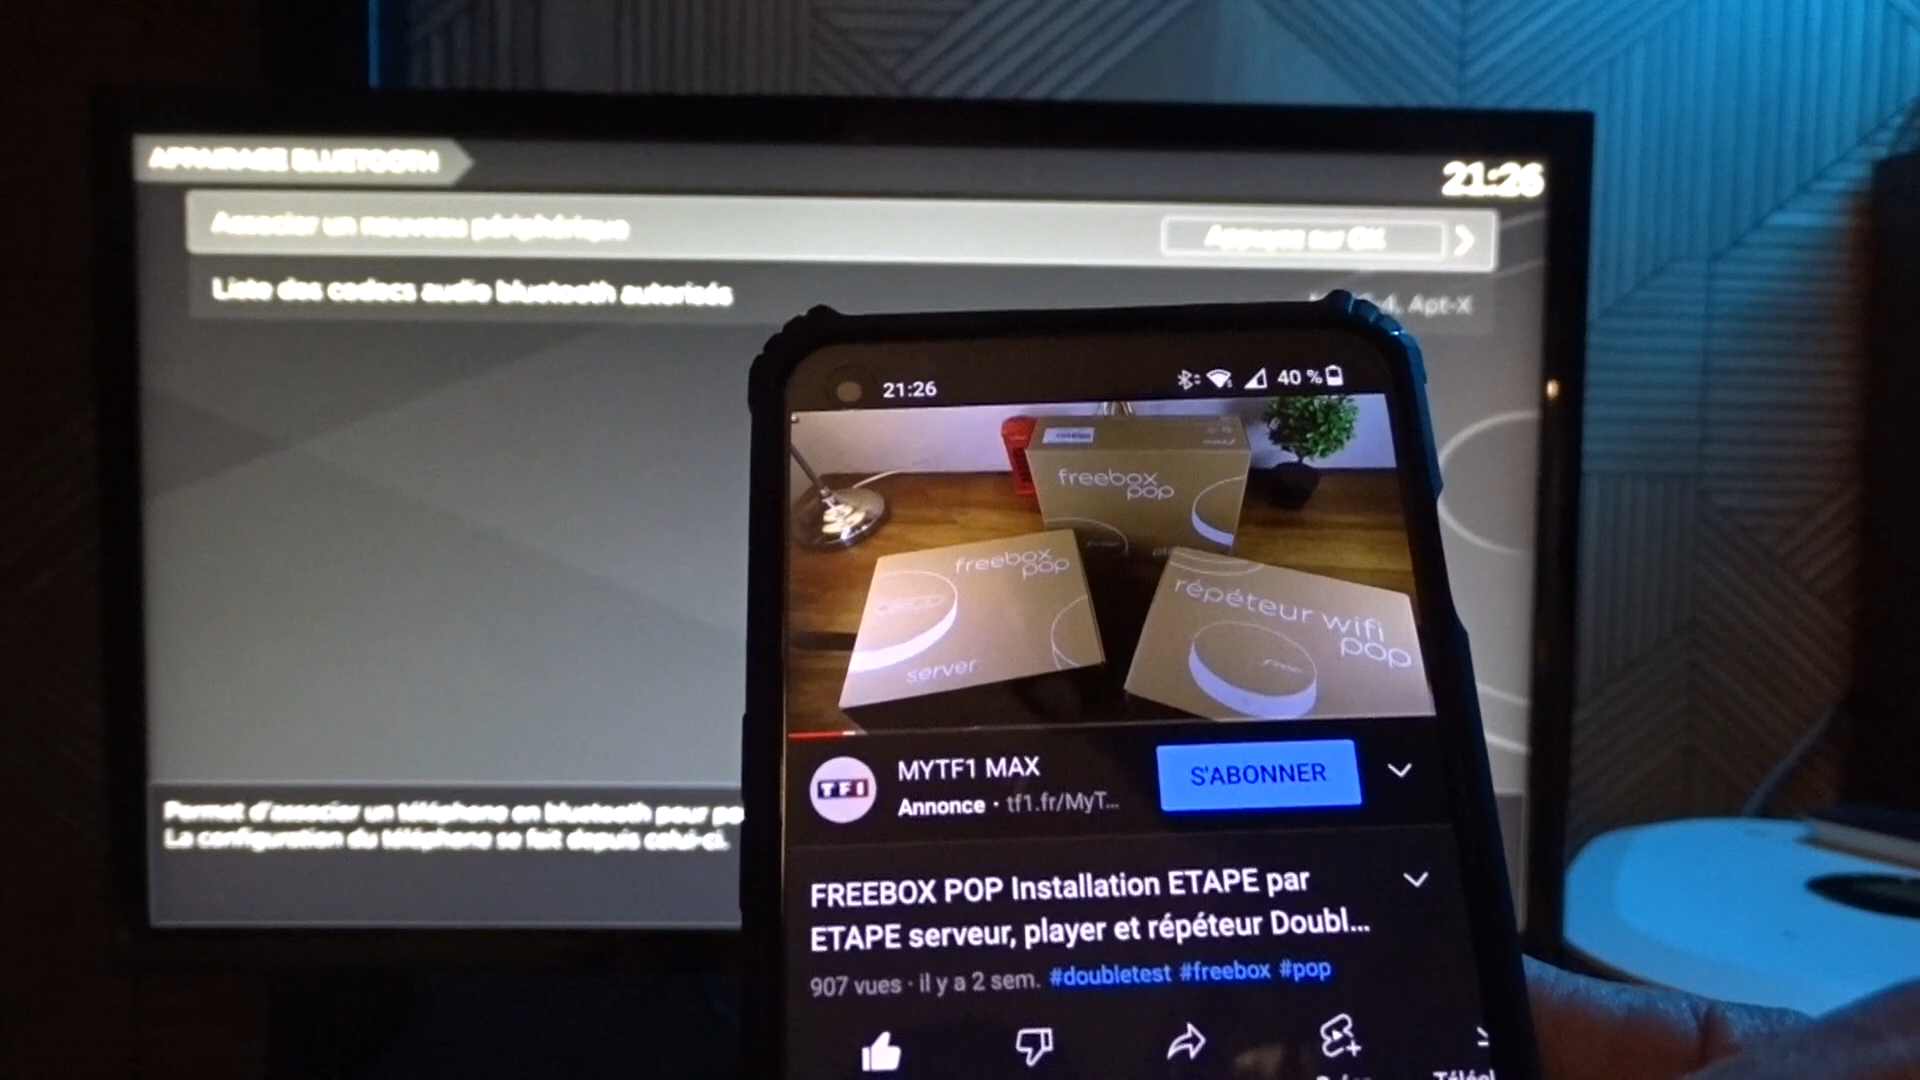 APPAIRAGE BLUETOOTH
21:26
Associer un nouveau périphérique
Appuyez sur OK
Liste des codecs audio bluetooth autorisés
Apt-X
Permet d'associer un téléphone en bluetooth pour
La configuration du téléphone se fait depuis celui-ci.
21:26
40 %
freebox
pop
freebox
pop
server
répéteur wifi
pop
free
TF1
MYTF1 MAX
Annonce · tf1.fr/MyT...
S'ABONNER
FREEBOX POP Installation ETAPE par
ETAPE serveur, player et répéteur Doubl...
907 vues · il y a 2 sem. #doubletest #freebox #pop